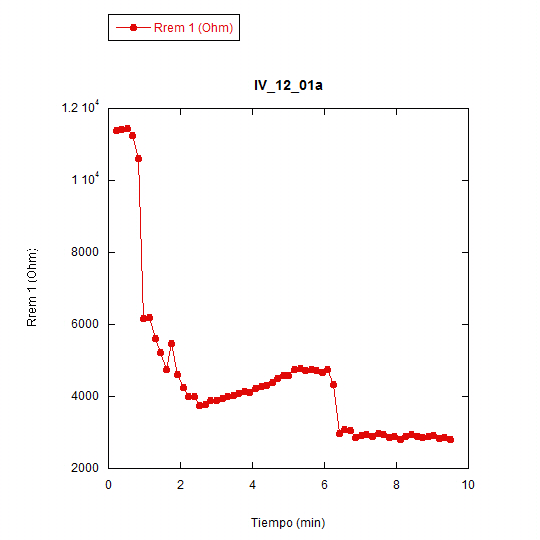 Rrem 1 (Ohm)
IV_12_01a
1.2 10⁴
1 10⁴
8000
6000
4000
2000
Rrem 1 (Ohm)
0 2 4 6 8 10
Tiempo (min)